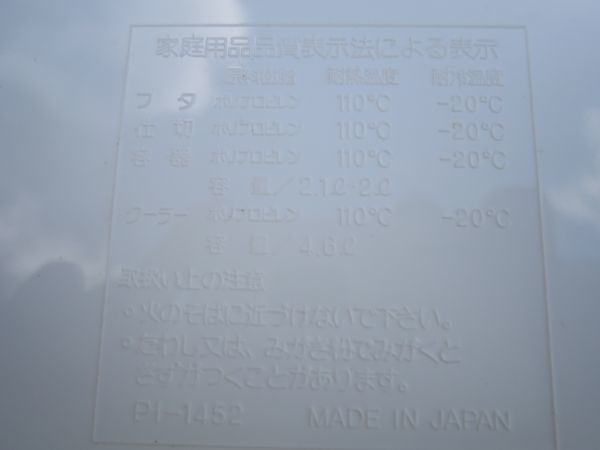 家庭用品品質表示法による表示
原料樹脂 耐熱温度 耐冷温度
フタ ポリプロピレン 110℃ -20℃
仕切 ポリプロピレン 110℃ -20℃
容器 ポリプロピレン 110℃ -20℃
容量/2.1ℓ・2ℓ
クーラー ポリプロピレン 110℃ -20℃
容量/4.6ℓ
取扱い上の注意
○火のそばに近づけないで下さい。
○たわし又は、みがき粉でみがくと
きずがつくことがあります。
PI-1452 MADE IN JAPAN